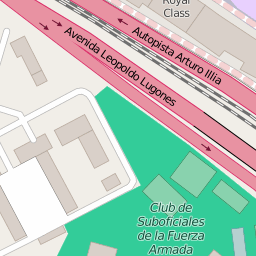 Royal
Class
Autopista Arturo Illia
Avenida Leopoldo Lugones
Club de
Suboficiales
de la Fuerza
Armada